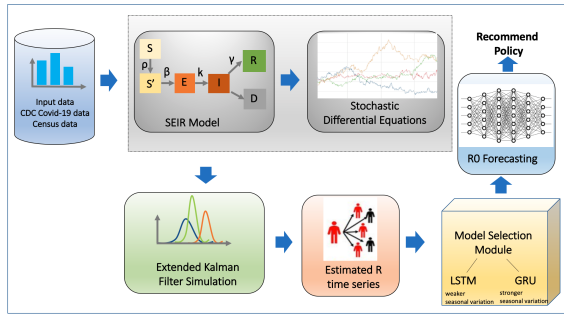 Input data
CDC Covid-19 data
Census data
S
ρ
S'
β
E
k
I
γ
R
D
SEIR Model
Stochastic
Differential Equations
Recommend
Policy
R0 Forecasting
Extended Kalman
Filter Simulation
Estimated R
time series
Model Selection
Module
LSTM
weaker
seasonal variation
GRU
stronger
seasonal variation